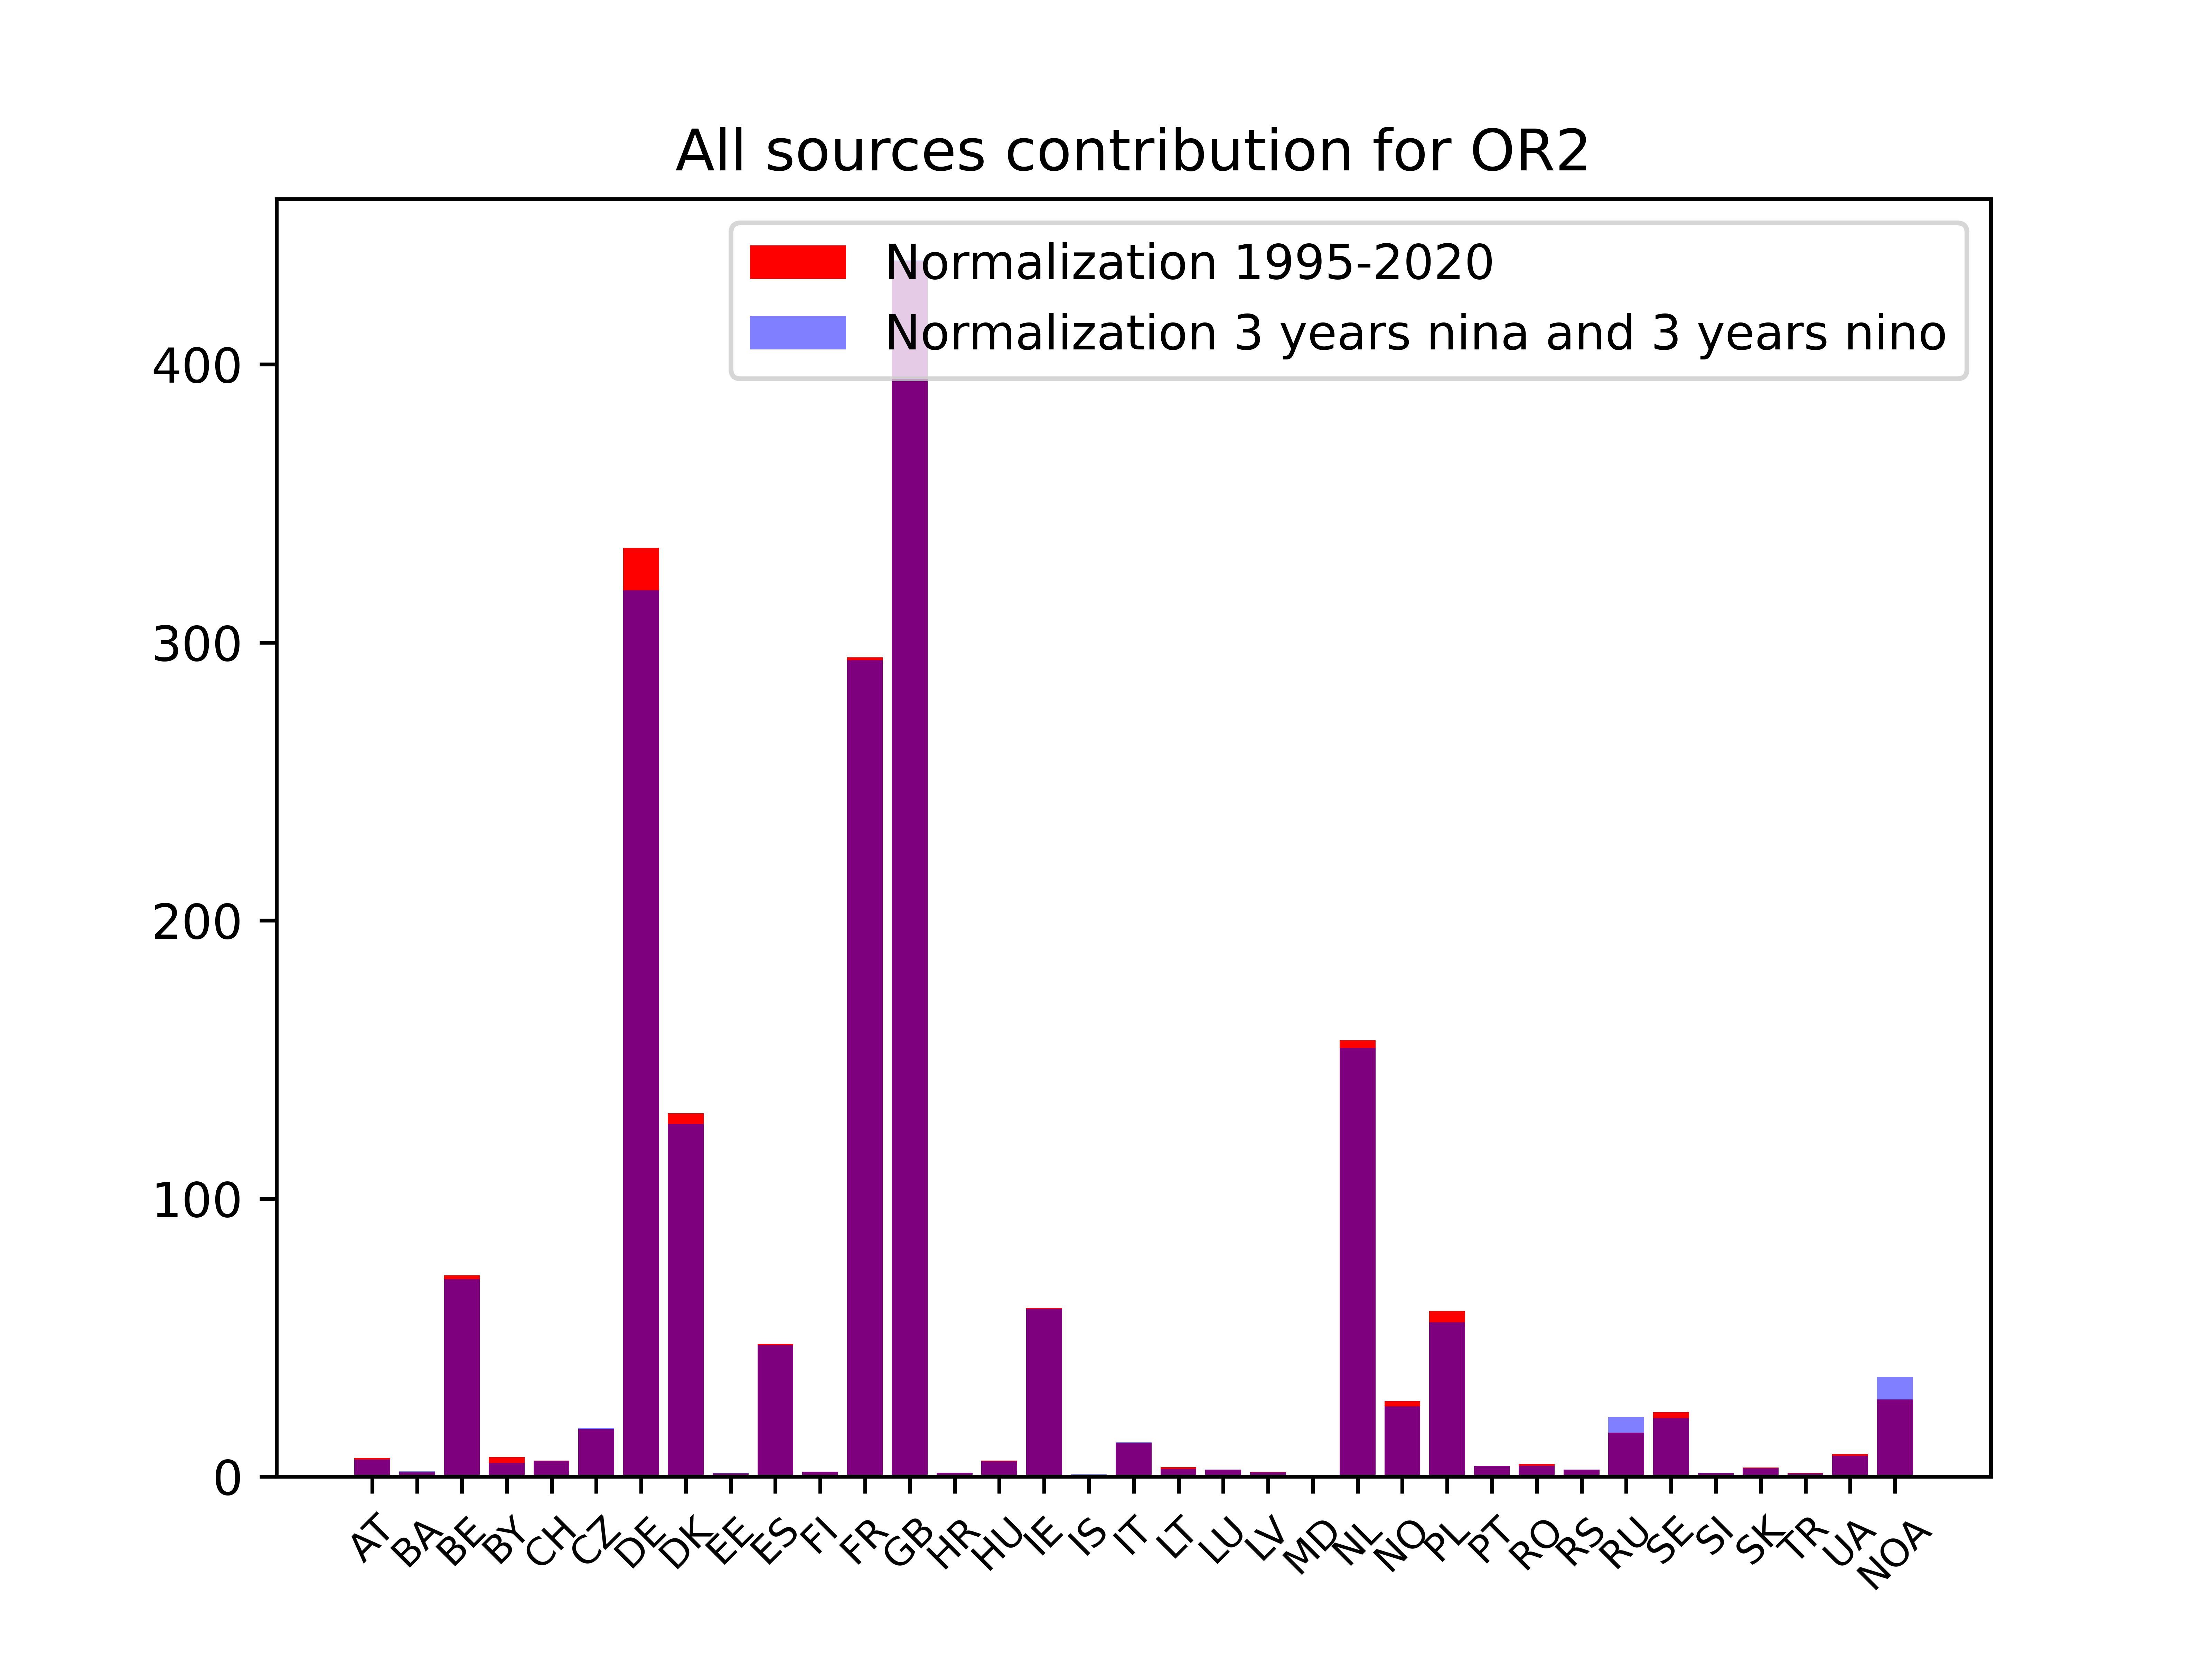 All sources contribution for OR2
Normalization 1995-2020
Normalization 3 years nina and 3 years nino
400
300
200
100
0
AT BA BE BY CH CZ DE DK EE ES FI FR GB HR HU IE IS IT LT LU LV MD NL NO PL PT RO RS RU SE SI SK TR UA NOA